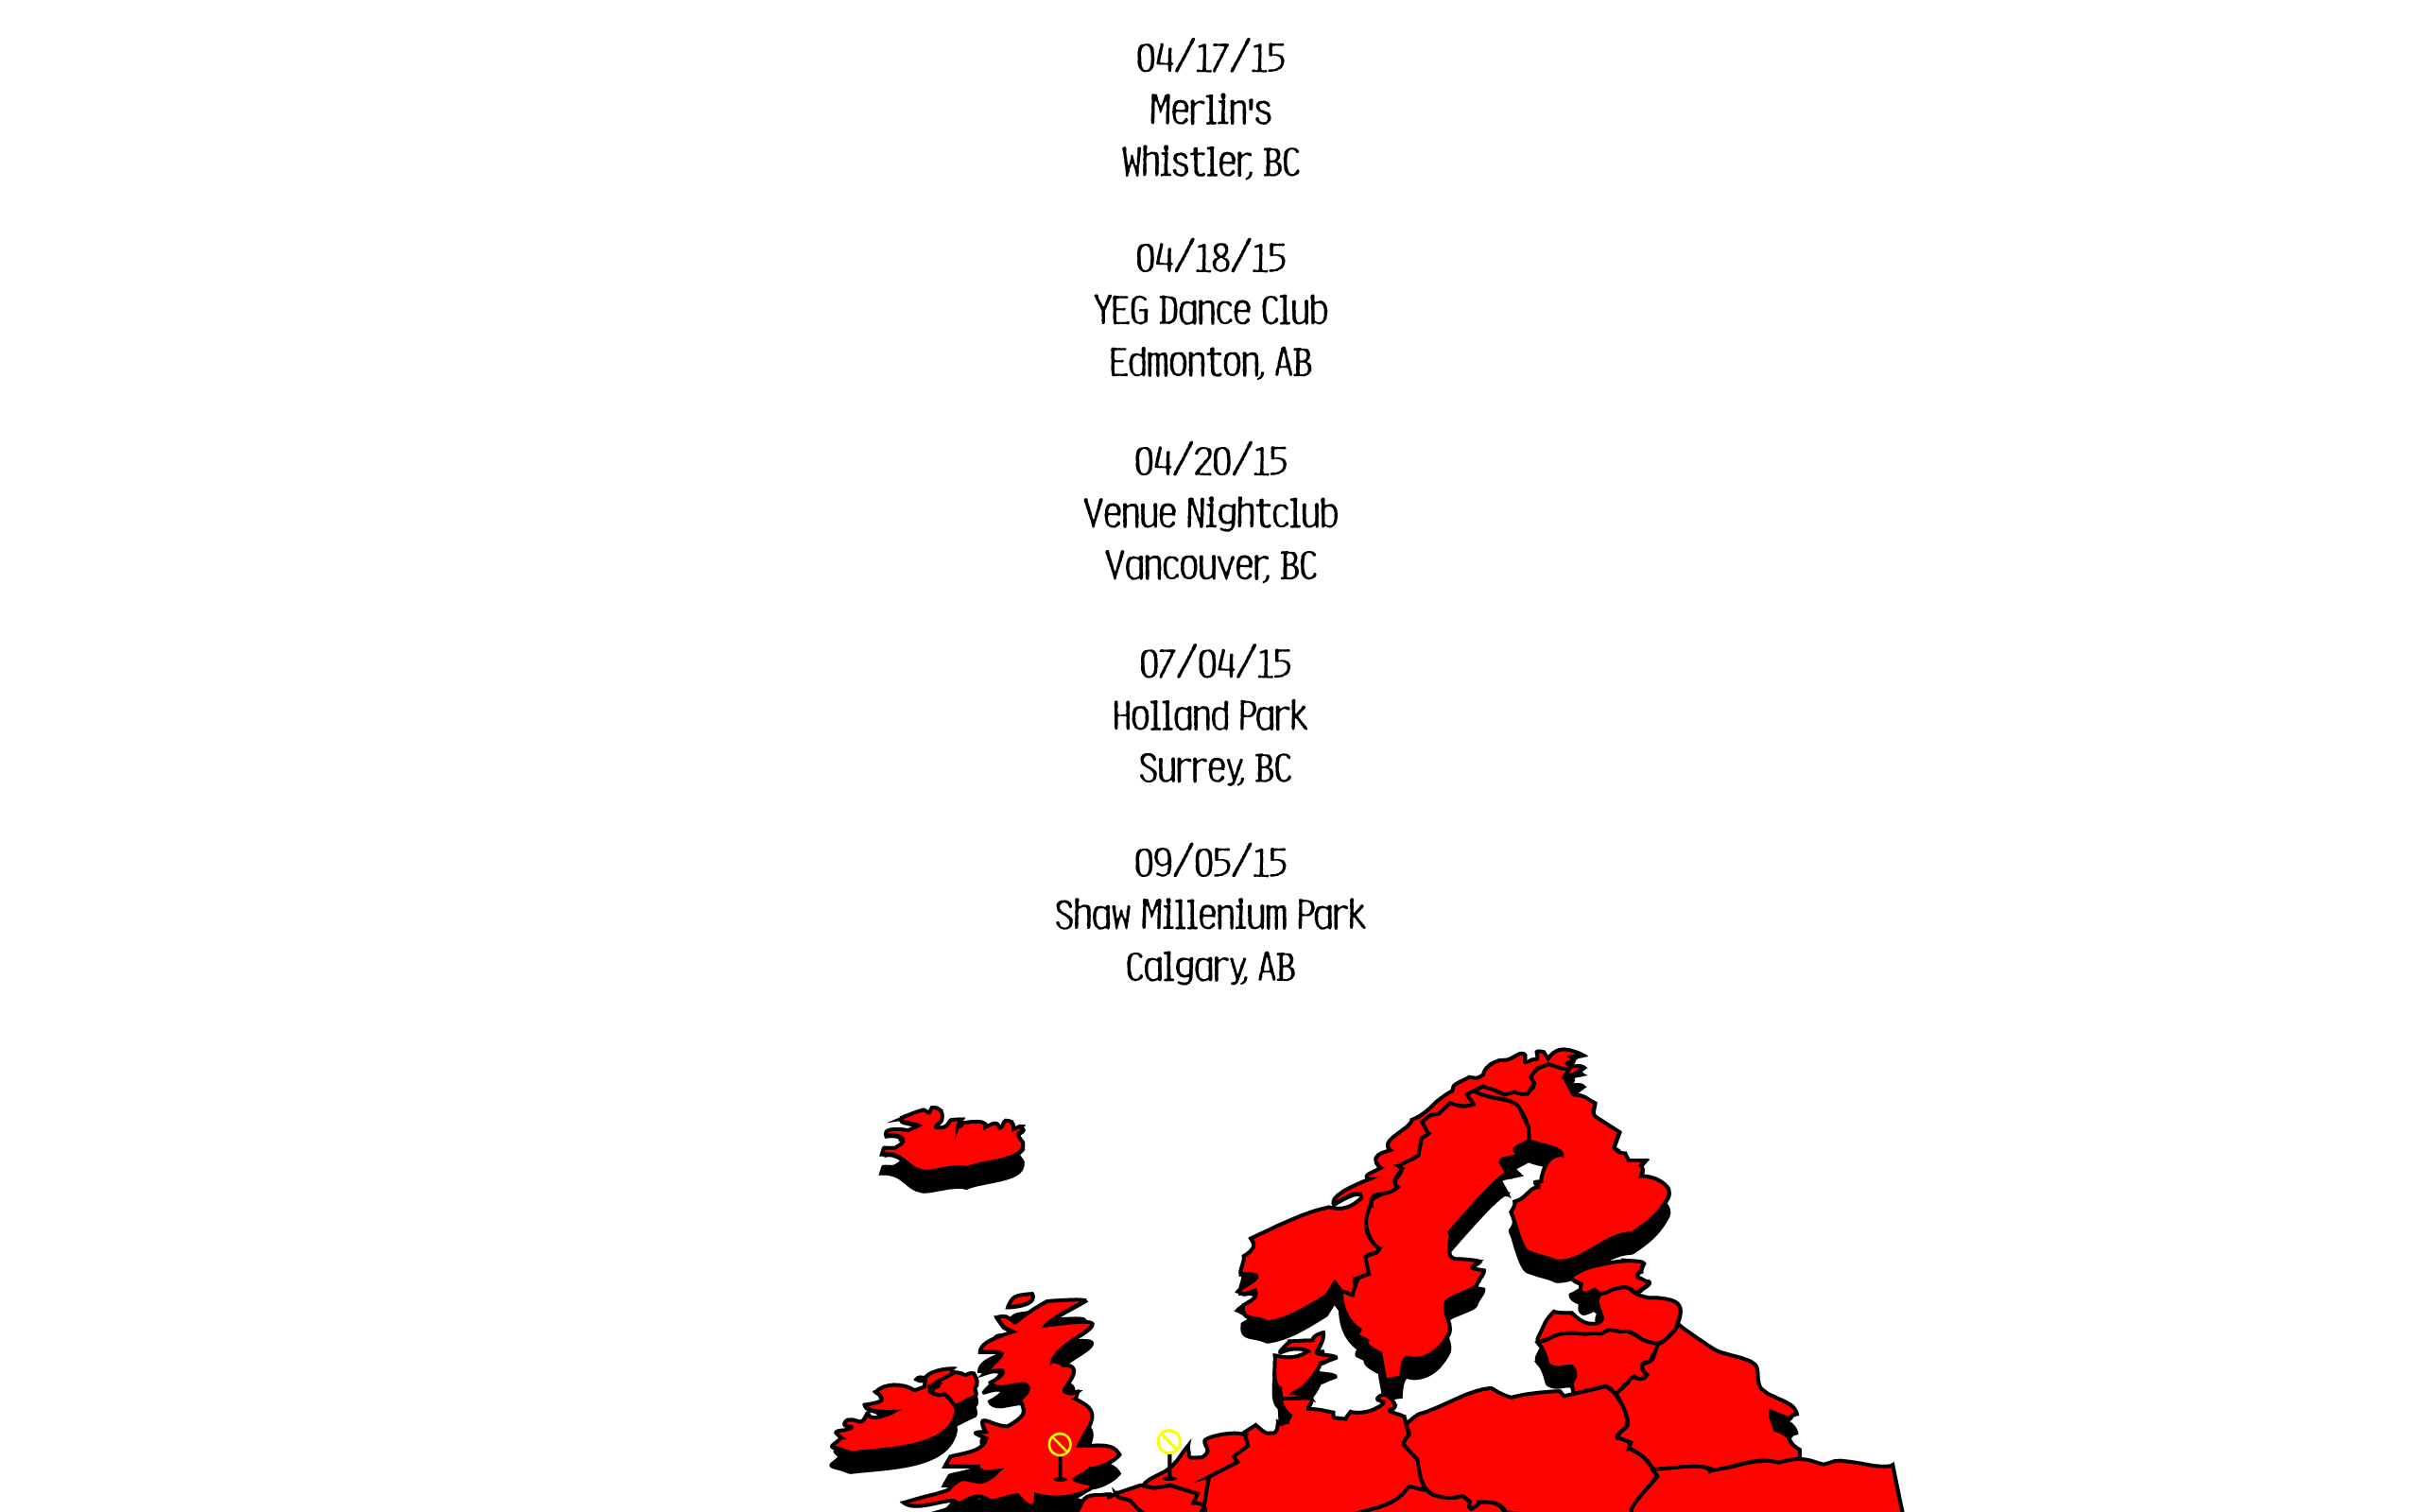 04/17/15
Merlin's
Whistler, BC
04/18/15
YEG Dance Club
Edmonton, AB
04/20/15
Venue Nightclub
Vancouver, BC
07/04/15
Holland Park
Surrey, BC
09/05/15
Shaw Millenium Park
Calgary, AB